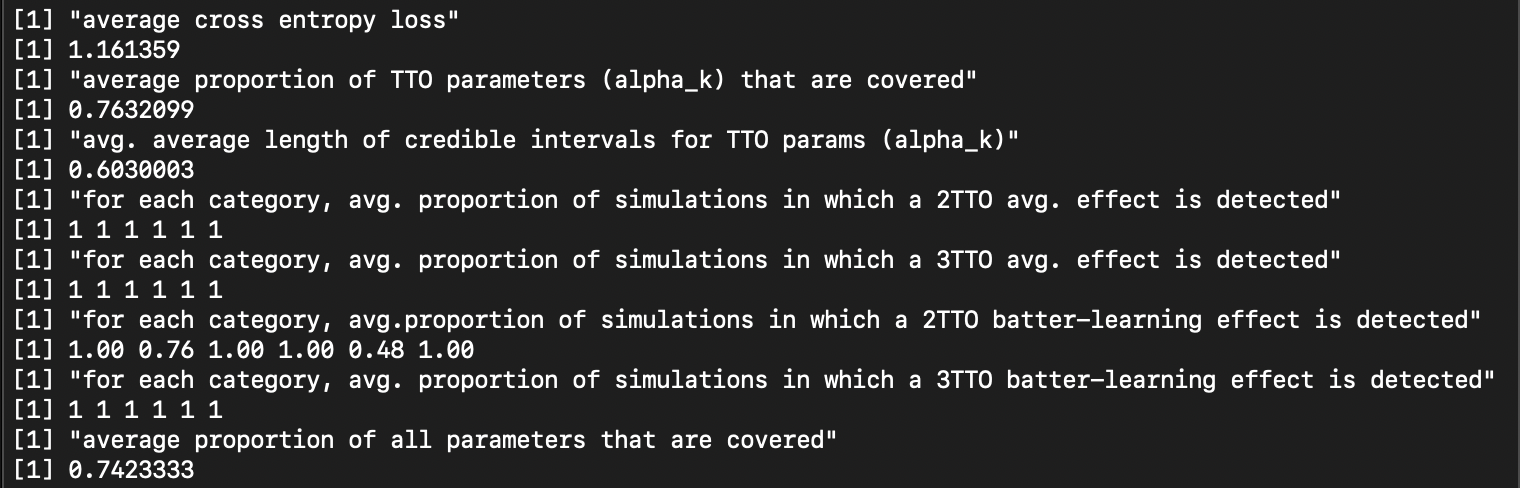 [1] "average cross entropy loss"
[1] 1.161359
[1] "average proportion of TTO parameters (alpha_k) that are covered"
[1] 0.7632099
[1] "avg. average length of credible intervals for TTO params (alpha_k)"
[1] 0.6030003
[1] "for each category, avg. proportion of simulations in which a 2TTO avg. effect is detected"
[1] 1 1 1 1 1 1
[1] "for each category, avg. proportion of simulations in which a 3TTO avg. effect is detected"
[1] 1 1 1 1 1 1
[1] "for each category, avg.proportion of simulations in which a 2TTO batter-learning effect is detected"
[1] 1.00 0.76 1.00 1.00 0.48 1.00
[1] "for each category, avg. proportion of simulations in which a 3TTO batter-learning effect is detected"
[1] 1 1 1 1 1 1
[1] "average proportion of all parameters that are covered"
[1] 0.7423333